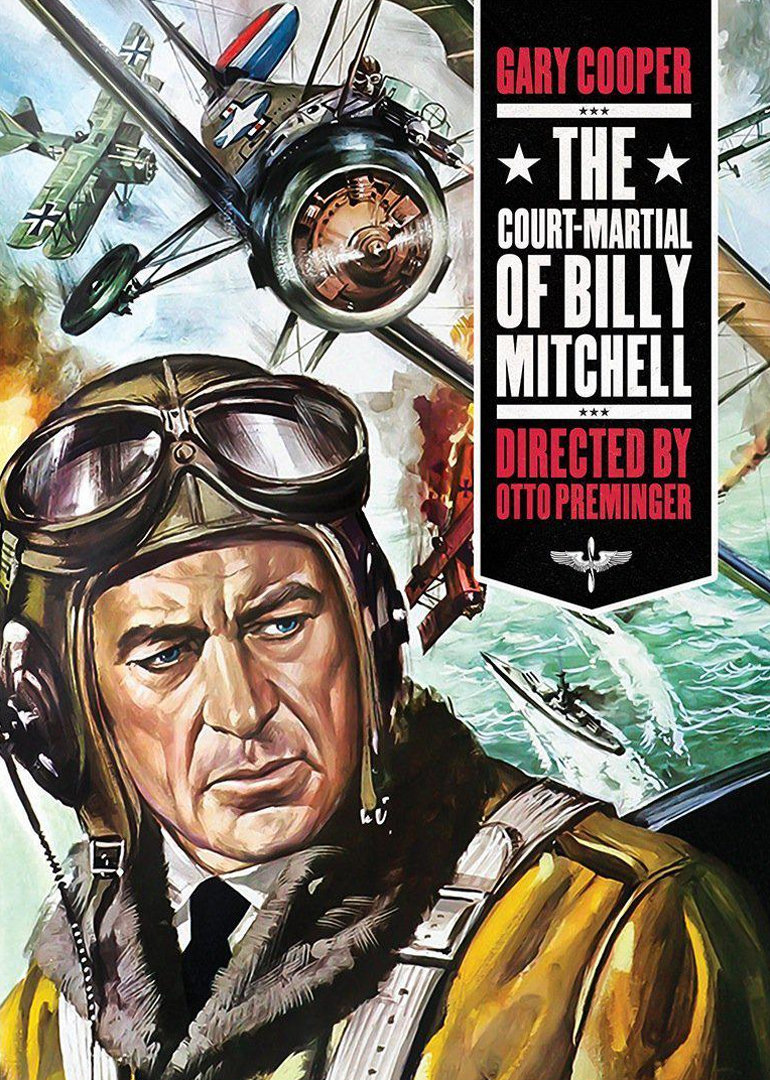 GARY COOPER
THE
COURT-MARTIAL
OF BILLY
MITCHELL
DIRECTED BY
OTTO PREMINGER